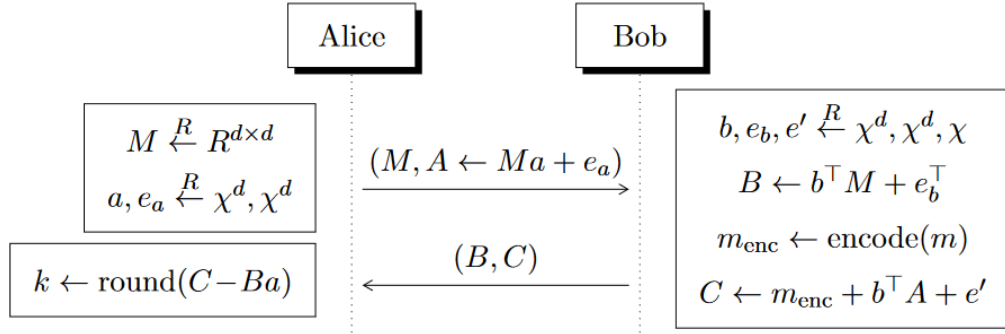 Alice
Bob
M ←R R^{d×d}
a, e_a ←R χ^d, χ^d
(M, A ← Ma + e_a)
b, e_b, e′ ←R χ^d, χ^d, χ
B ← b^⊤M + e_b^⊤
m_enc ← encode(m)
C ← m_enc + b^⊤A + e′
(B, C)
k ← round(C−Ba)